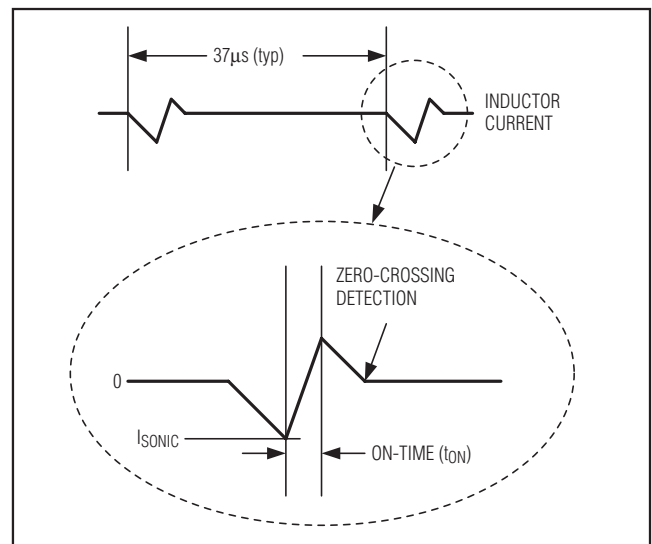 37μs (typ)
INDUCTOR
CURRENT
ZERO-CROSSING
DETECTION
0
ISONIC
ON-TIME (tON)